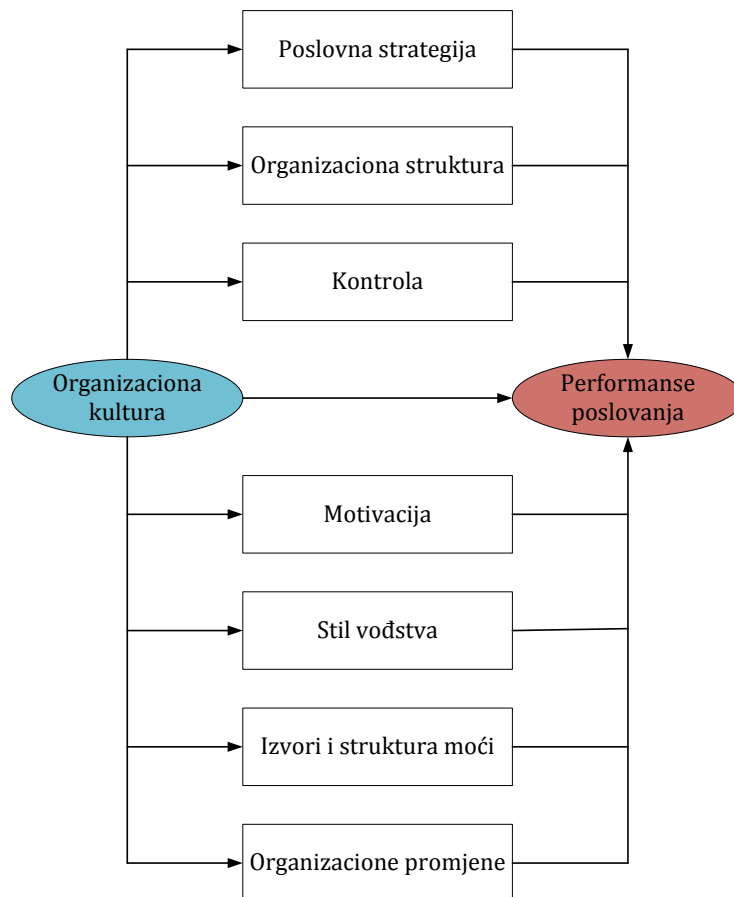 Poslovna strategija
Organizaciona struktura
Kontrola
Organizaciona
kultura
Performanse
poslovanja
Motivacija
Stil vođstva
Izvori i struktura moći
Organizacione promjene